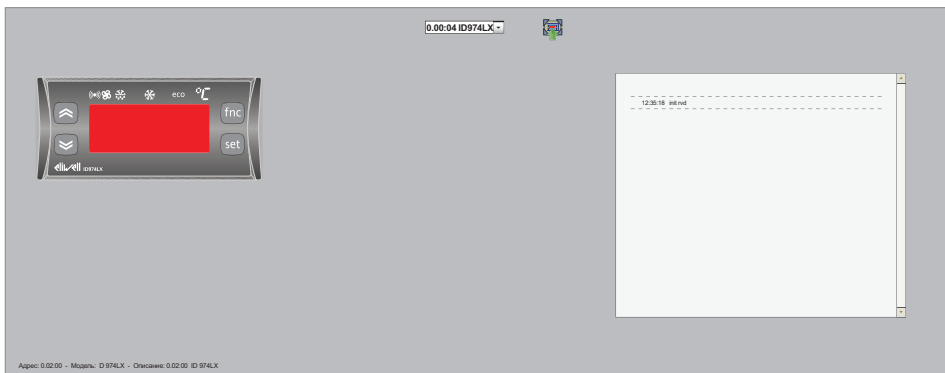 0.00:04 ID974LX
eco °C
fnc
set
eliwell ID974LX
12:35:18 init rvd
Адрес: 0.02:00 - Модель: D 974LX - Описание: 0.02:00 ID 974LX